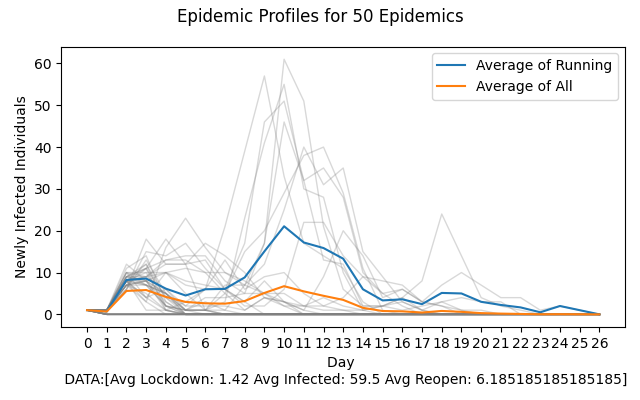 Epidemic Profiles for 50 Epidemics
Newly Infected Individuals
60
50
40
30
20
10
0
Average of Running
Average of All
0 1 2 3 4 5 6 7 8 9 10 11 12 13 14 15 16 17 18 19 20 21 22 23 24 25 26
Day
DATA:[Avg Lockdown: 1.42 Avg Infected: 59.5 Avg Reopen: 6.185185185185185]